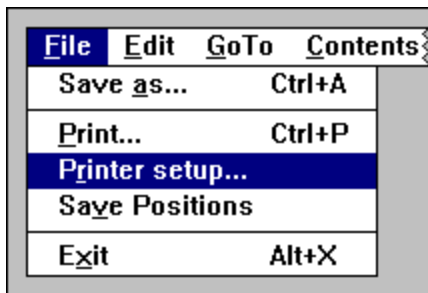 File Edit GoTo Contents
Save as... Ctrl+A
Print... Ctrl+P
Printer setup...
Save Positions
Exit Alt+X